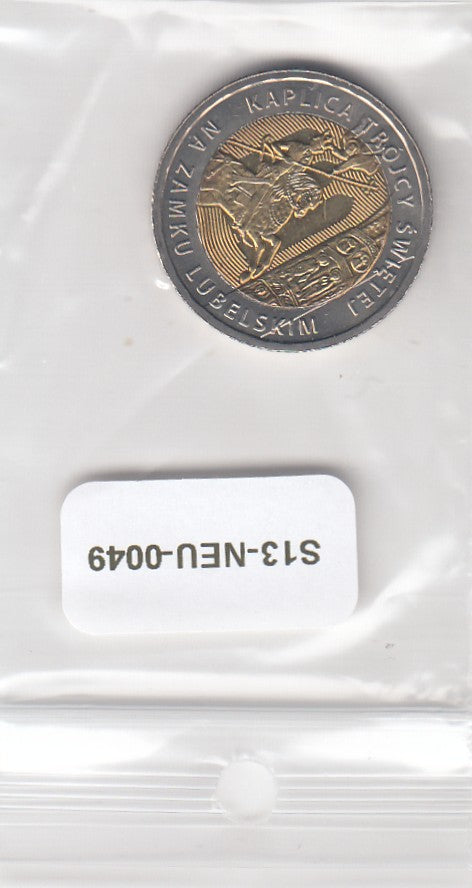 KAPLICA TRÓJCY ŚWIĘTEJ
NA ZAMKU LUBELSKIM
S13-NEU-0049